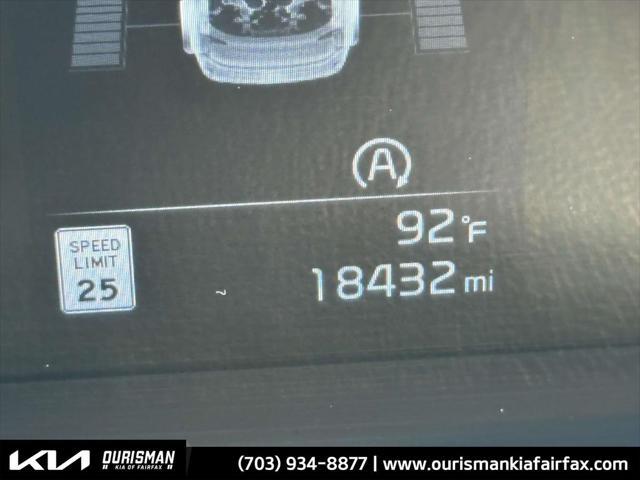 A
92°F
SPEED
LIMIT
25
18432 mi
KIA OURISMAN
KIA OF FAIRFAX
(703) 934-8877 | www.ourismankiafairfax.com